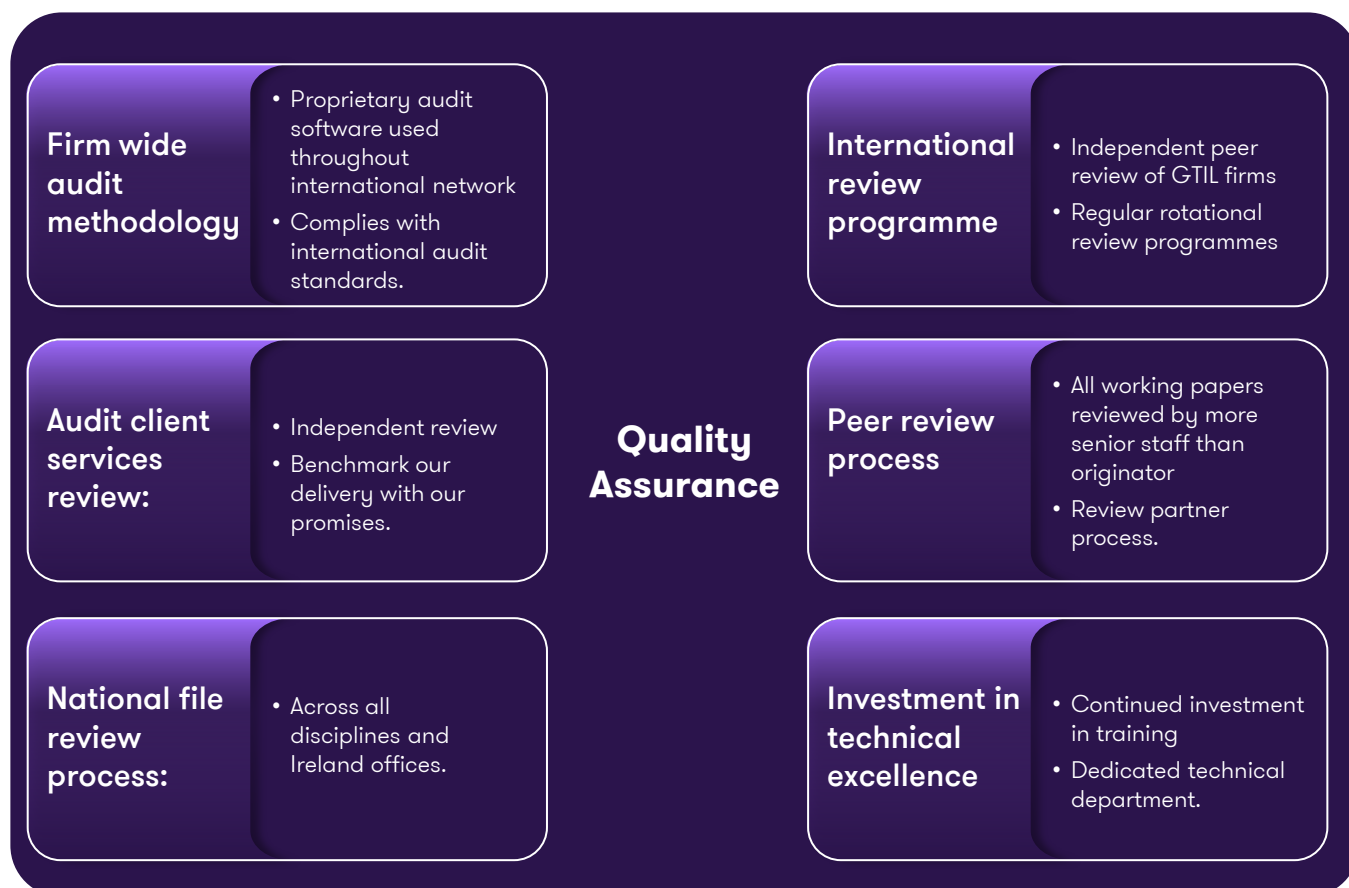 Firm wide
audit
methodology
• Proprietary audit
software used
throughout
international network
• Complies with
international audit
standards.
International
review
programme
• Independent peer
review of GTIL firms
• Regular rotational
review programmes
Audit client
services
review:
• Independent review
• Benchmark our
delivery with our
promises.
Quality
Assurance
Peer review
process
• All working papers
reviewed by more
senior staff than
originator
• Review partner
process.
National file
review
process:
• Across all
disciplines and
Ireland offices.
Investment in
technical
excellence
• Continued investment
in training
• Dedicated technical
department.